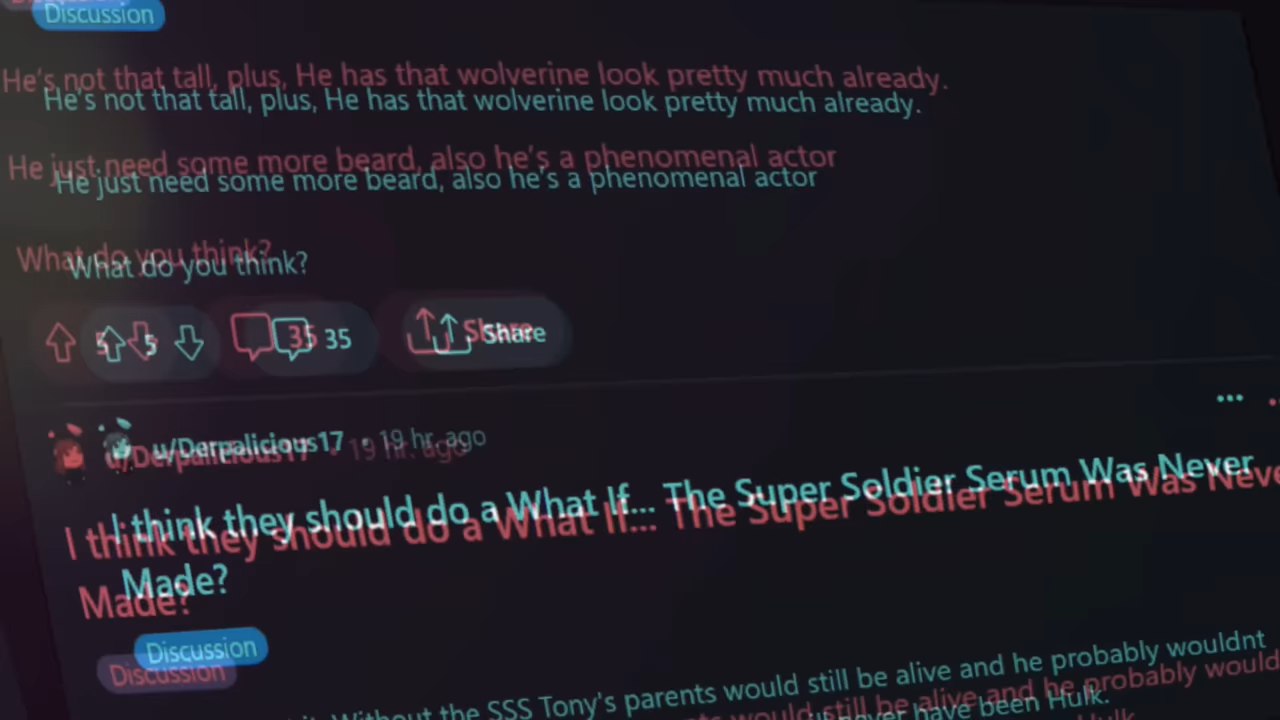 Discussion
He's not that tall, plus, He has that wolverine look pretty much already.
He just need some more beard, also he's a phenomenal actor
What do you think?
5 35 Share
u/Derpalicious17 • 19 hr. ago
I think they should do a What If... The Super Soldier Serum Was Never
Made?
Discussion
Without the SSS Tony's parents would still be alive and he probably wouldnt
never have been Hulk.